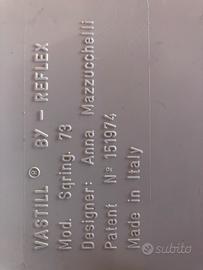 VASTILL® BY - REFLEX
Mod. Sqring. 73
Designer: Anna Mazzucchelli
Patent N° 151974
Made in Italy
subito